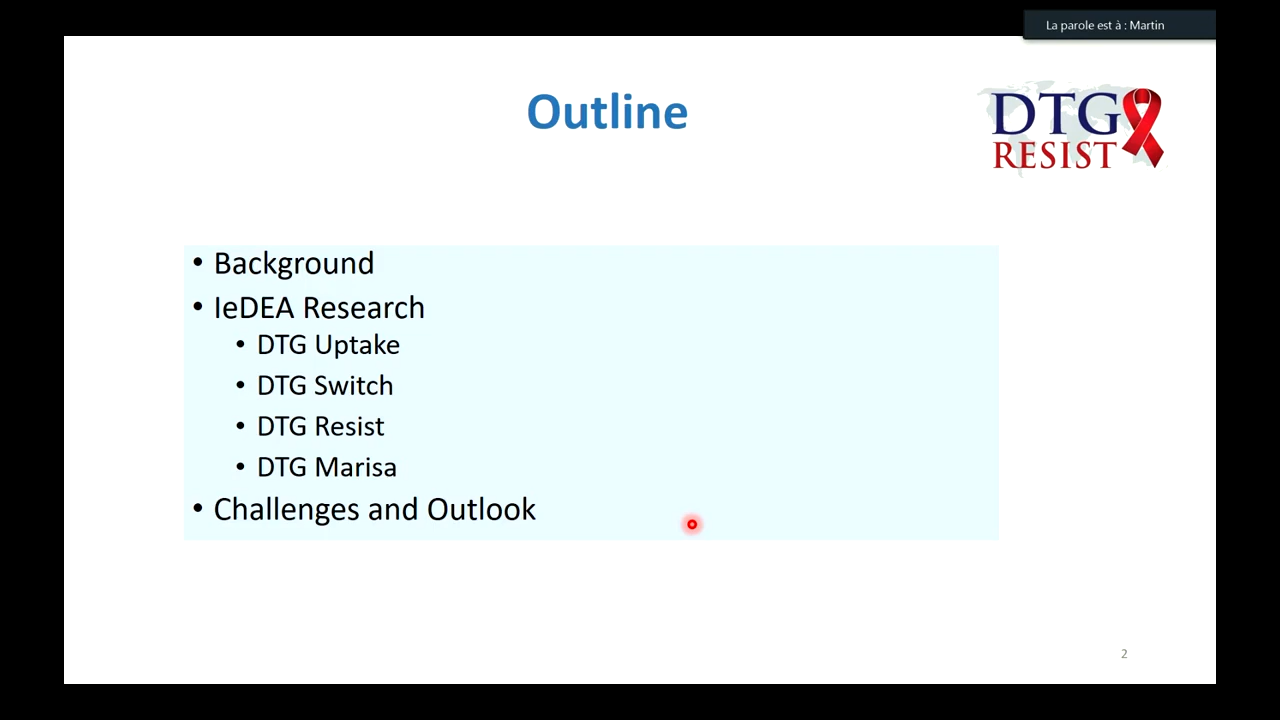 La parole est à : Martin
Outline
DTG
RESIST
• Background
• IeDEA Research
• DTG Uptake
• DTG Switch
• DTG Resist
• DTG Marisa
• Challenges and Outlook
2